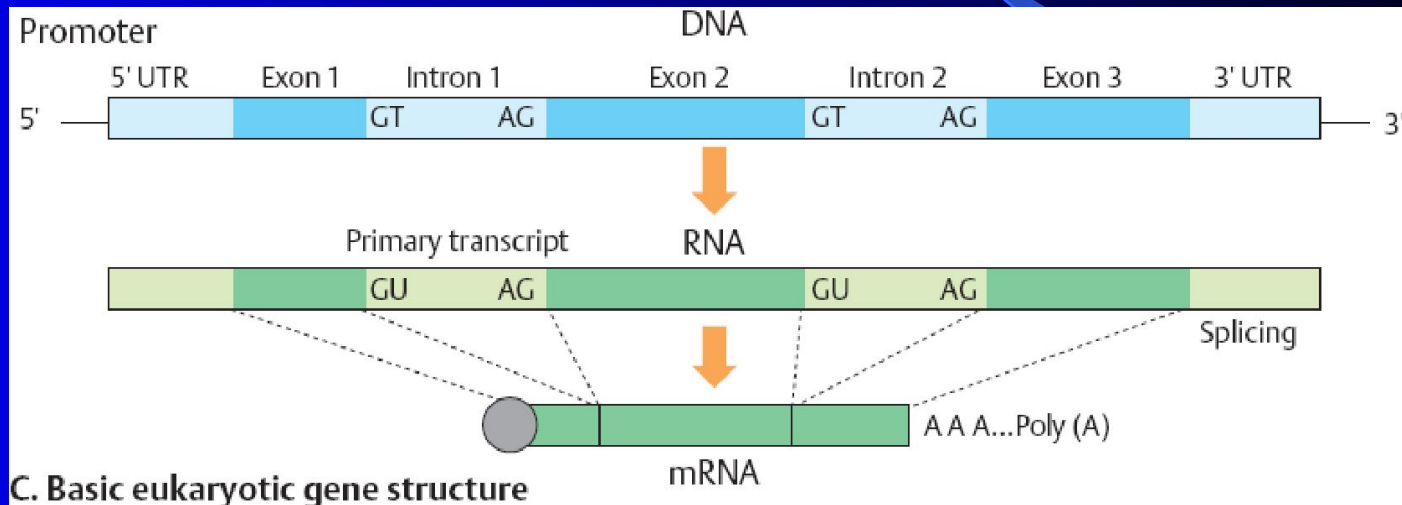 Promoter DNA
5' UTR Exon 1 Intron 1 Exon 2 Intron 2 Exon 3 3' UTR
5' GT AG GT AG 3'
Primary transcript RNA
GU AG GU AG
Splicing
A A A...Poly (A)
mRNA
C. Basic eukaryotic gene structure